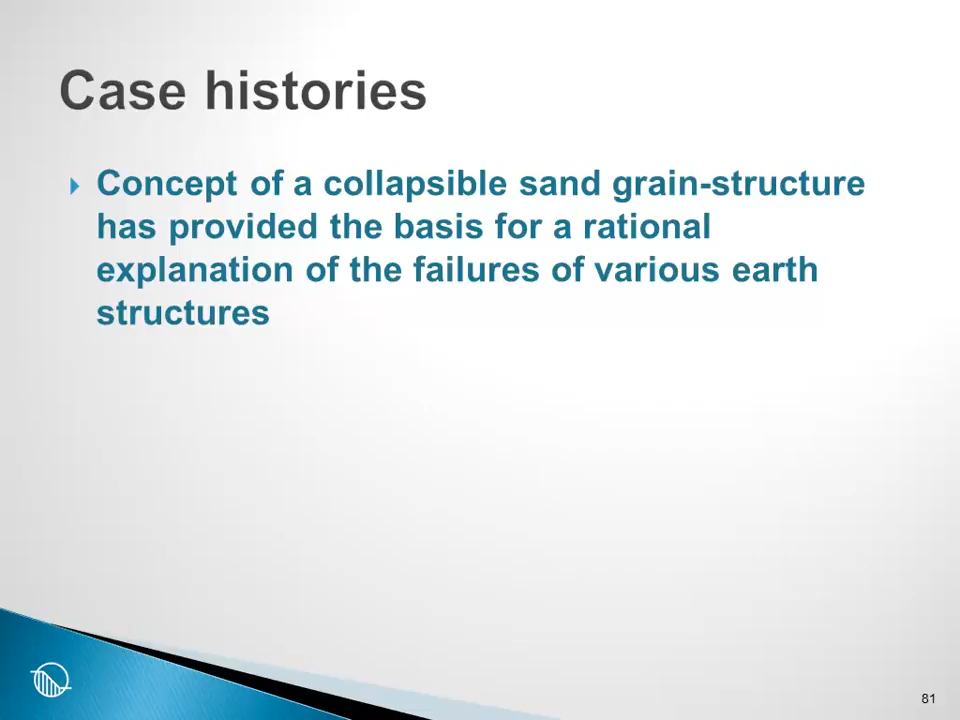 Case histories
Concept of a collapsible sand grain-structure
has provided the basis for a rational
explanation of the failures of various earth
structures
81